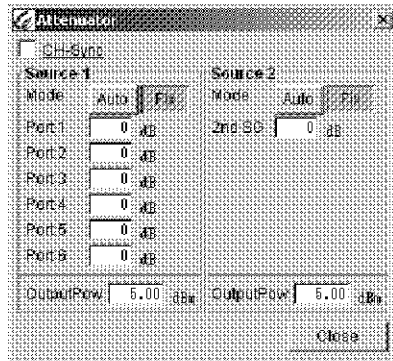 Attenuator
CH-Sync
Source 1
Mode Auto Fix
Port 1 0 dB
Port 2 0 dB
Port 3 0 dB
Port 4 0 dB
Port 5 0 dB
Port 6 0 dB
OutputPow 5.00 dBm
Source 2
Mode Auto Fix
2nd SG 0 dB
OutputPow 5.00 dBm
Close